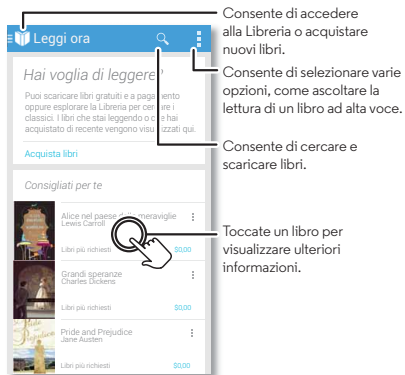 Leggi ora
Hai voglia di leggere?
Puoi scaricare libri gratuiti e a pagamento
oppure esplorare la Libreria per cercare i
classici. I libri che stai leggendo o che hai
acquistato di recente vengono visualizzati qui.
Acquista libri
Consigliati per te
Alice nel paese delle meraviglie
Lewis Carroll
Libri più richiesti $0,00
Grandi speranze
Charles Dickens
Libri più richiesti $0,00
Pride and Prejudice
Jane Austen
Libri più richiesti $0,00
Consente di accedere
alla Libreria o acquistare
nuovi libri.
Consente di selezionare varie
opzioni, come ascoltare la
lettura di un libro ad alta voce.
Consente di cercare e
scaricare libri.
Toccate un libro per
visualizzare ulteriori
informazioni.